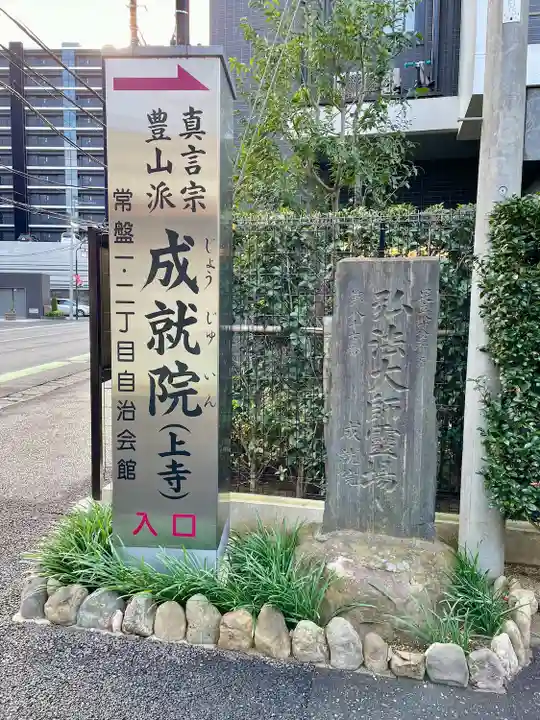 真言宗
豊山派
成就院(上寺)
じょうじゅいん
常盤一・二丁目自治会館
入口
弘法大師霊場
成就院